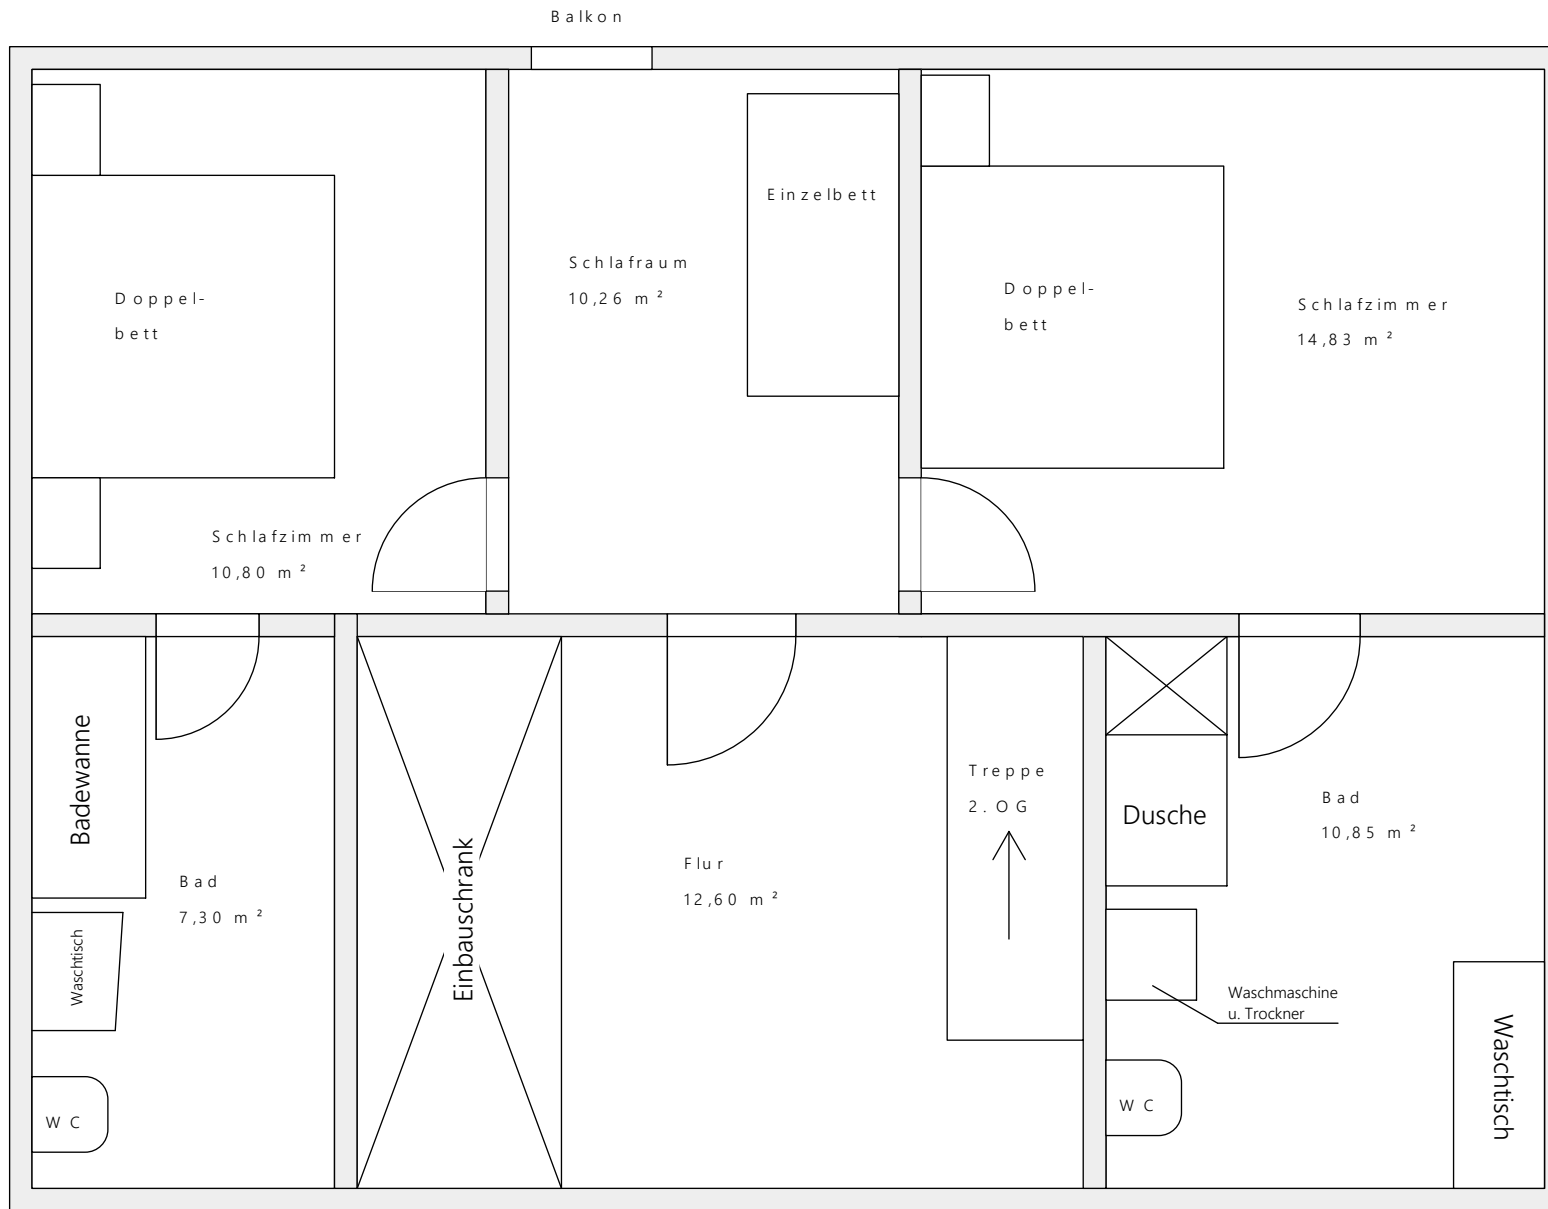 Balkon
Einzelbett
Schlafraum
10,26 m²
Doppel-
bett
Doppel-
bett
Schlafzimmer
14,83 m²
Schlafzimmer
10,80 m²
Badewanne
Bad
7,30 m²
Waschtisch
WC
Einbauschrank
Flur
12,60 m²
Treppe
2. OG
Dusche
Bad
10,85 m²
Waschmaschine
u. Trockner
WC
Waschtisch